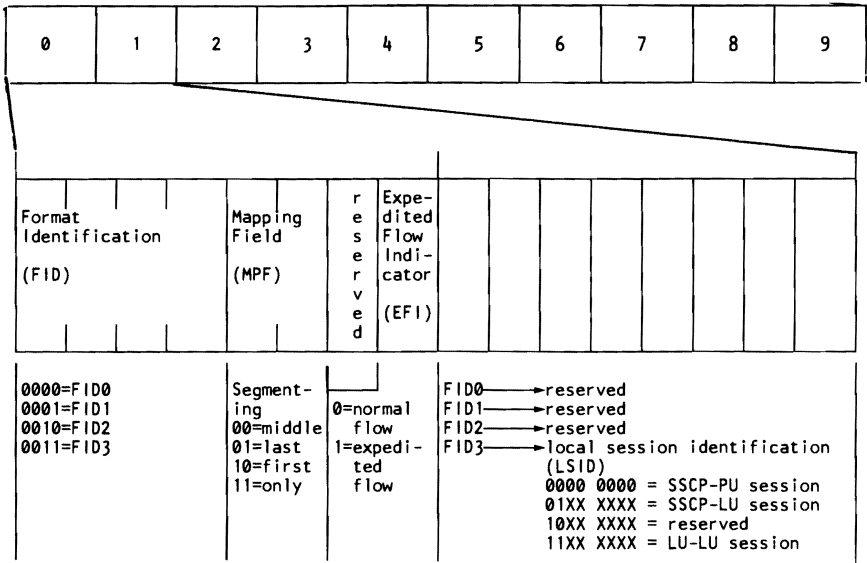 0 1 2 3 4 5 6 7 8 9
Format
Identification
(FID)
Mapping
Field
(MPF)
reserved
Expe-
dited
Flow
Indi-
cator
(EFI)
0000=FID0
0001=FID1
0010=FID2
0011=FID3
Segment-
ing
00=middle
01=last
10=first
11=only
0=normal
flow
1=expedi-
ted
flow
FID0→reserved
FID1→reserved
FID2→reserved
FID3→local session identification
(LSID)
0000 0000 = SSCP-PU session
01XX XXXX = SSCP-LU session
10XX XXXX = reserved
11XX XXXX = LU-LU session